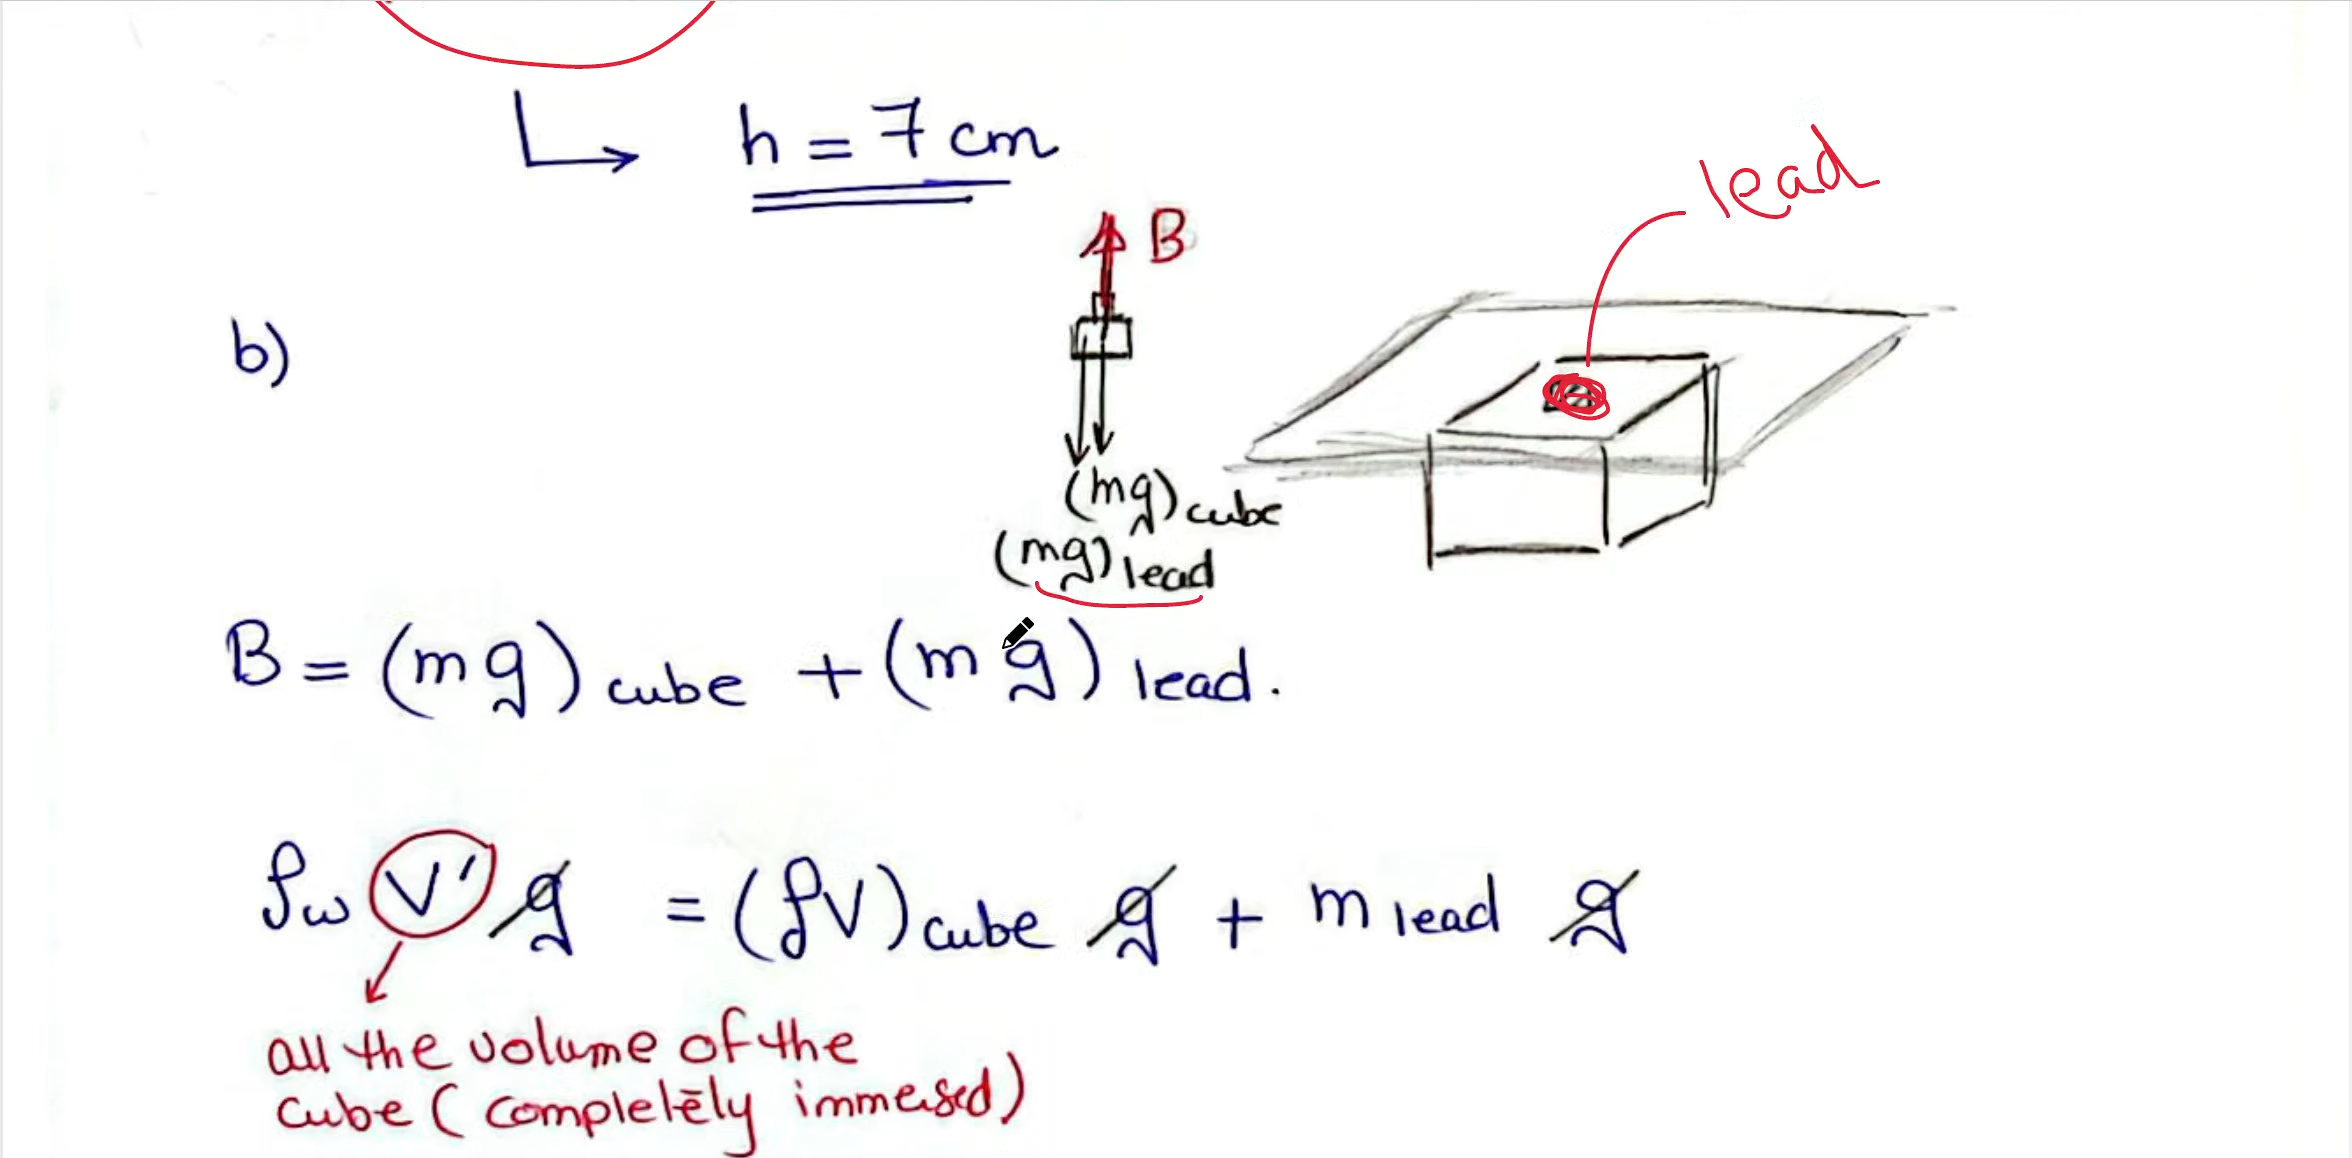 h = 7 cm
lead
B
b)
(mg) cube
(mg) lead
B = (mg) cube + (mg) lead.
ρw V' g = (ρV) cube g + m lead g
all the volume of the
cube (completely immersed)